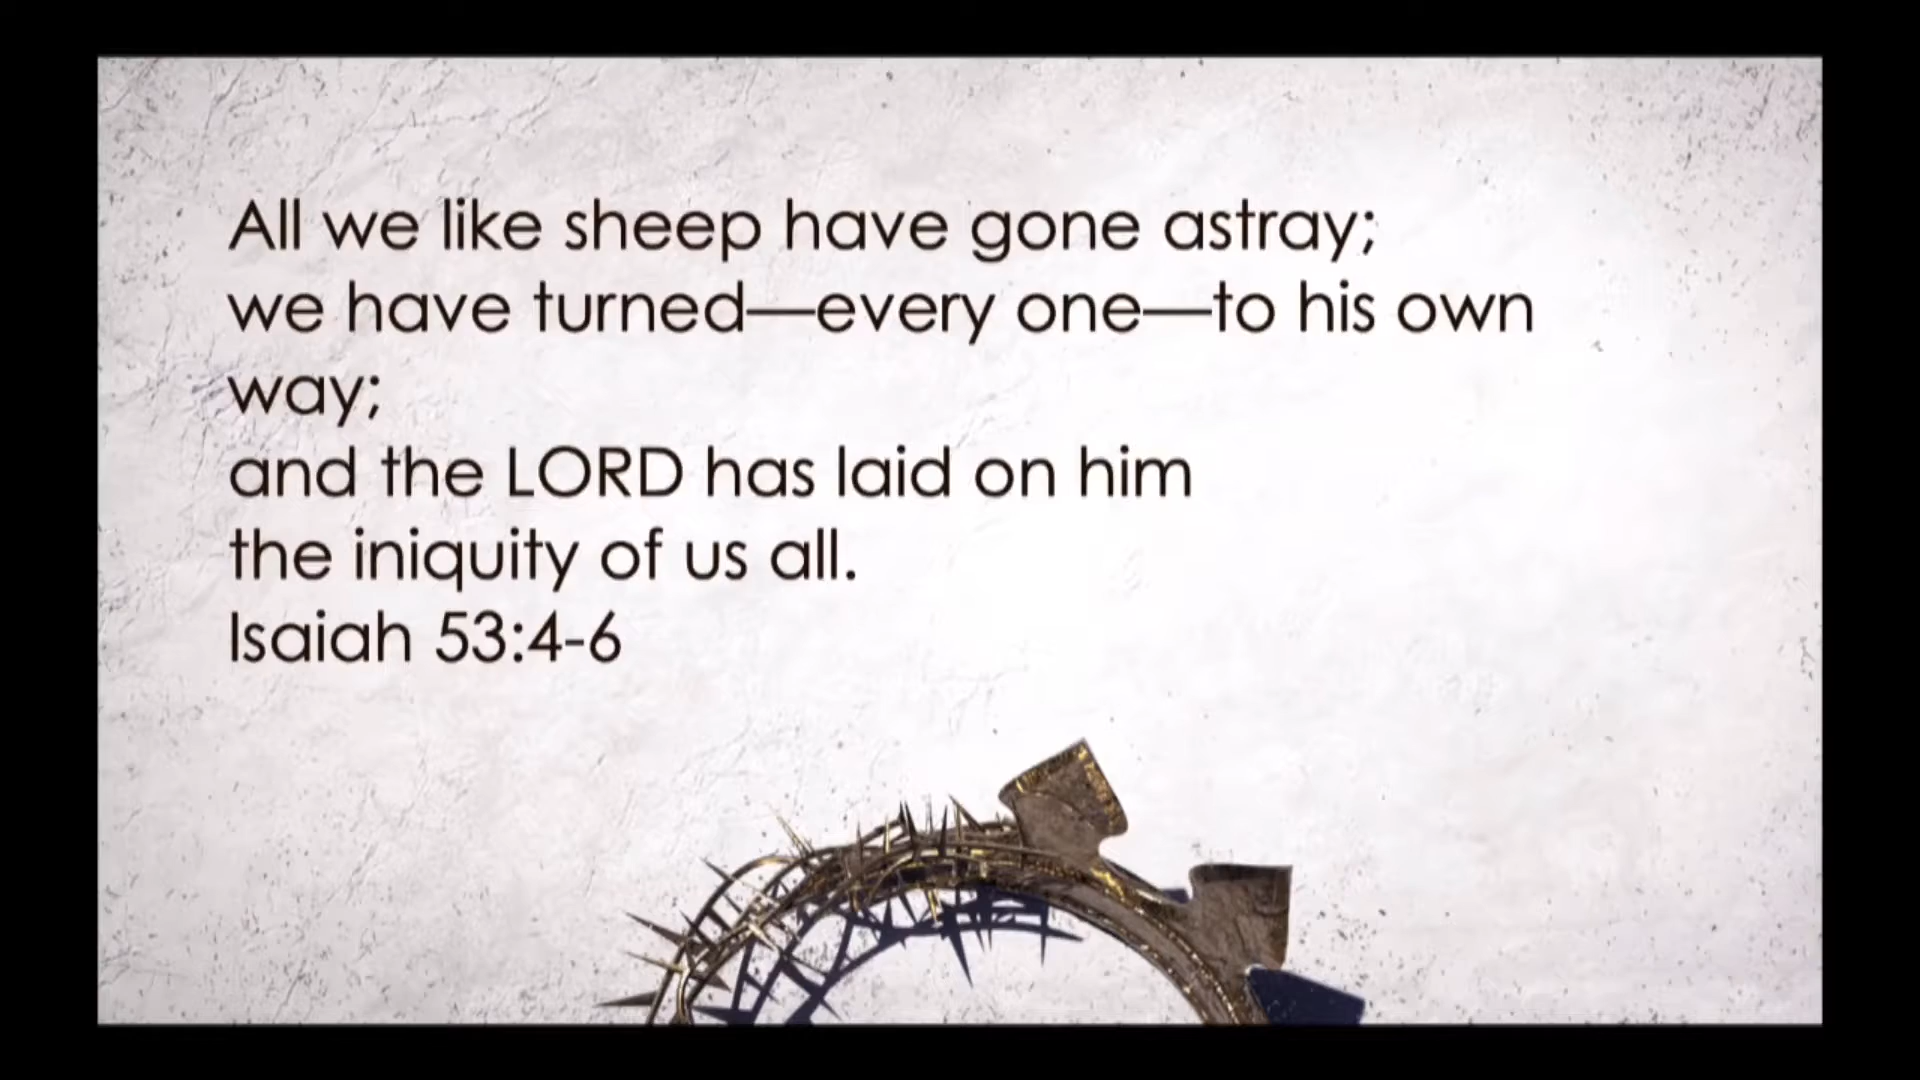 All we like sheep have gone astray;
we have turned—every one—to his own
way;
and the LORD has laid on him
the iniquity of us all.
Isaiah 53:4-6